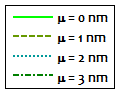 μ = 0 nm
μ = 1 nm
μ = 2 nm
μ = 3 nm